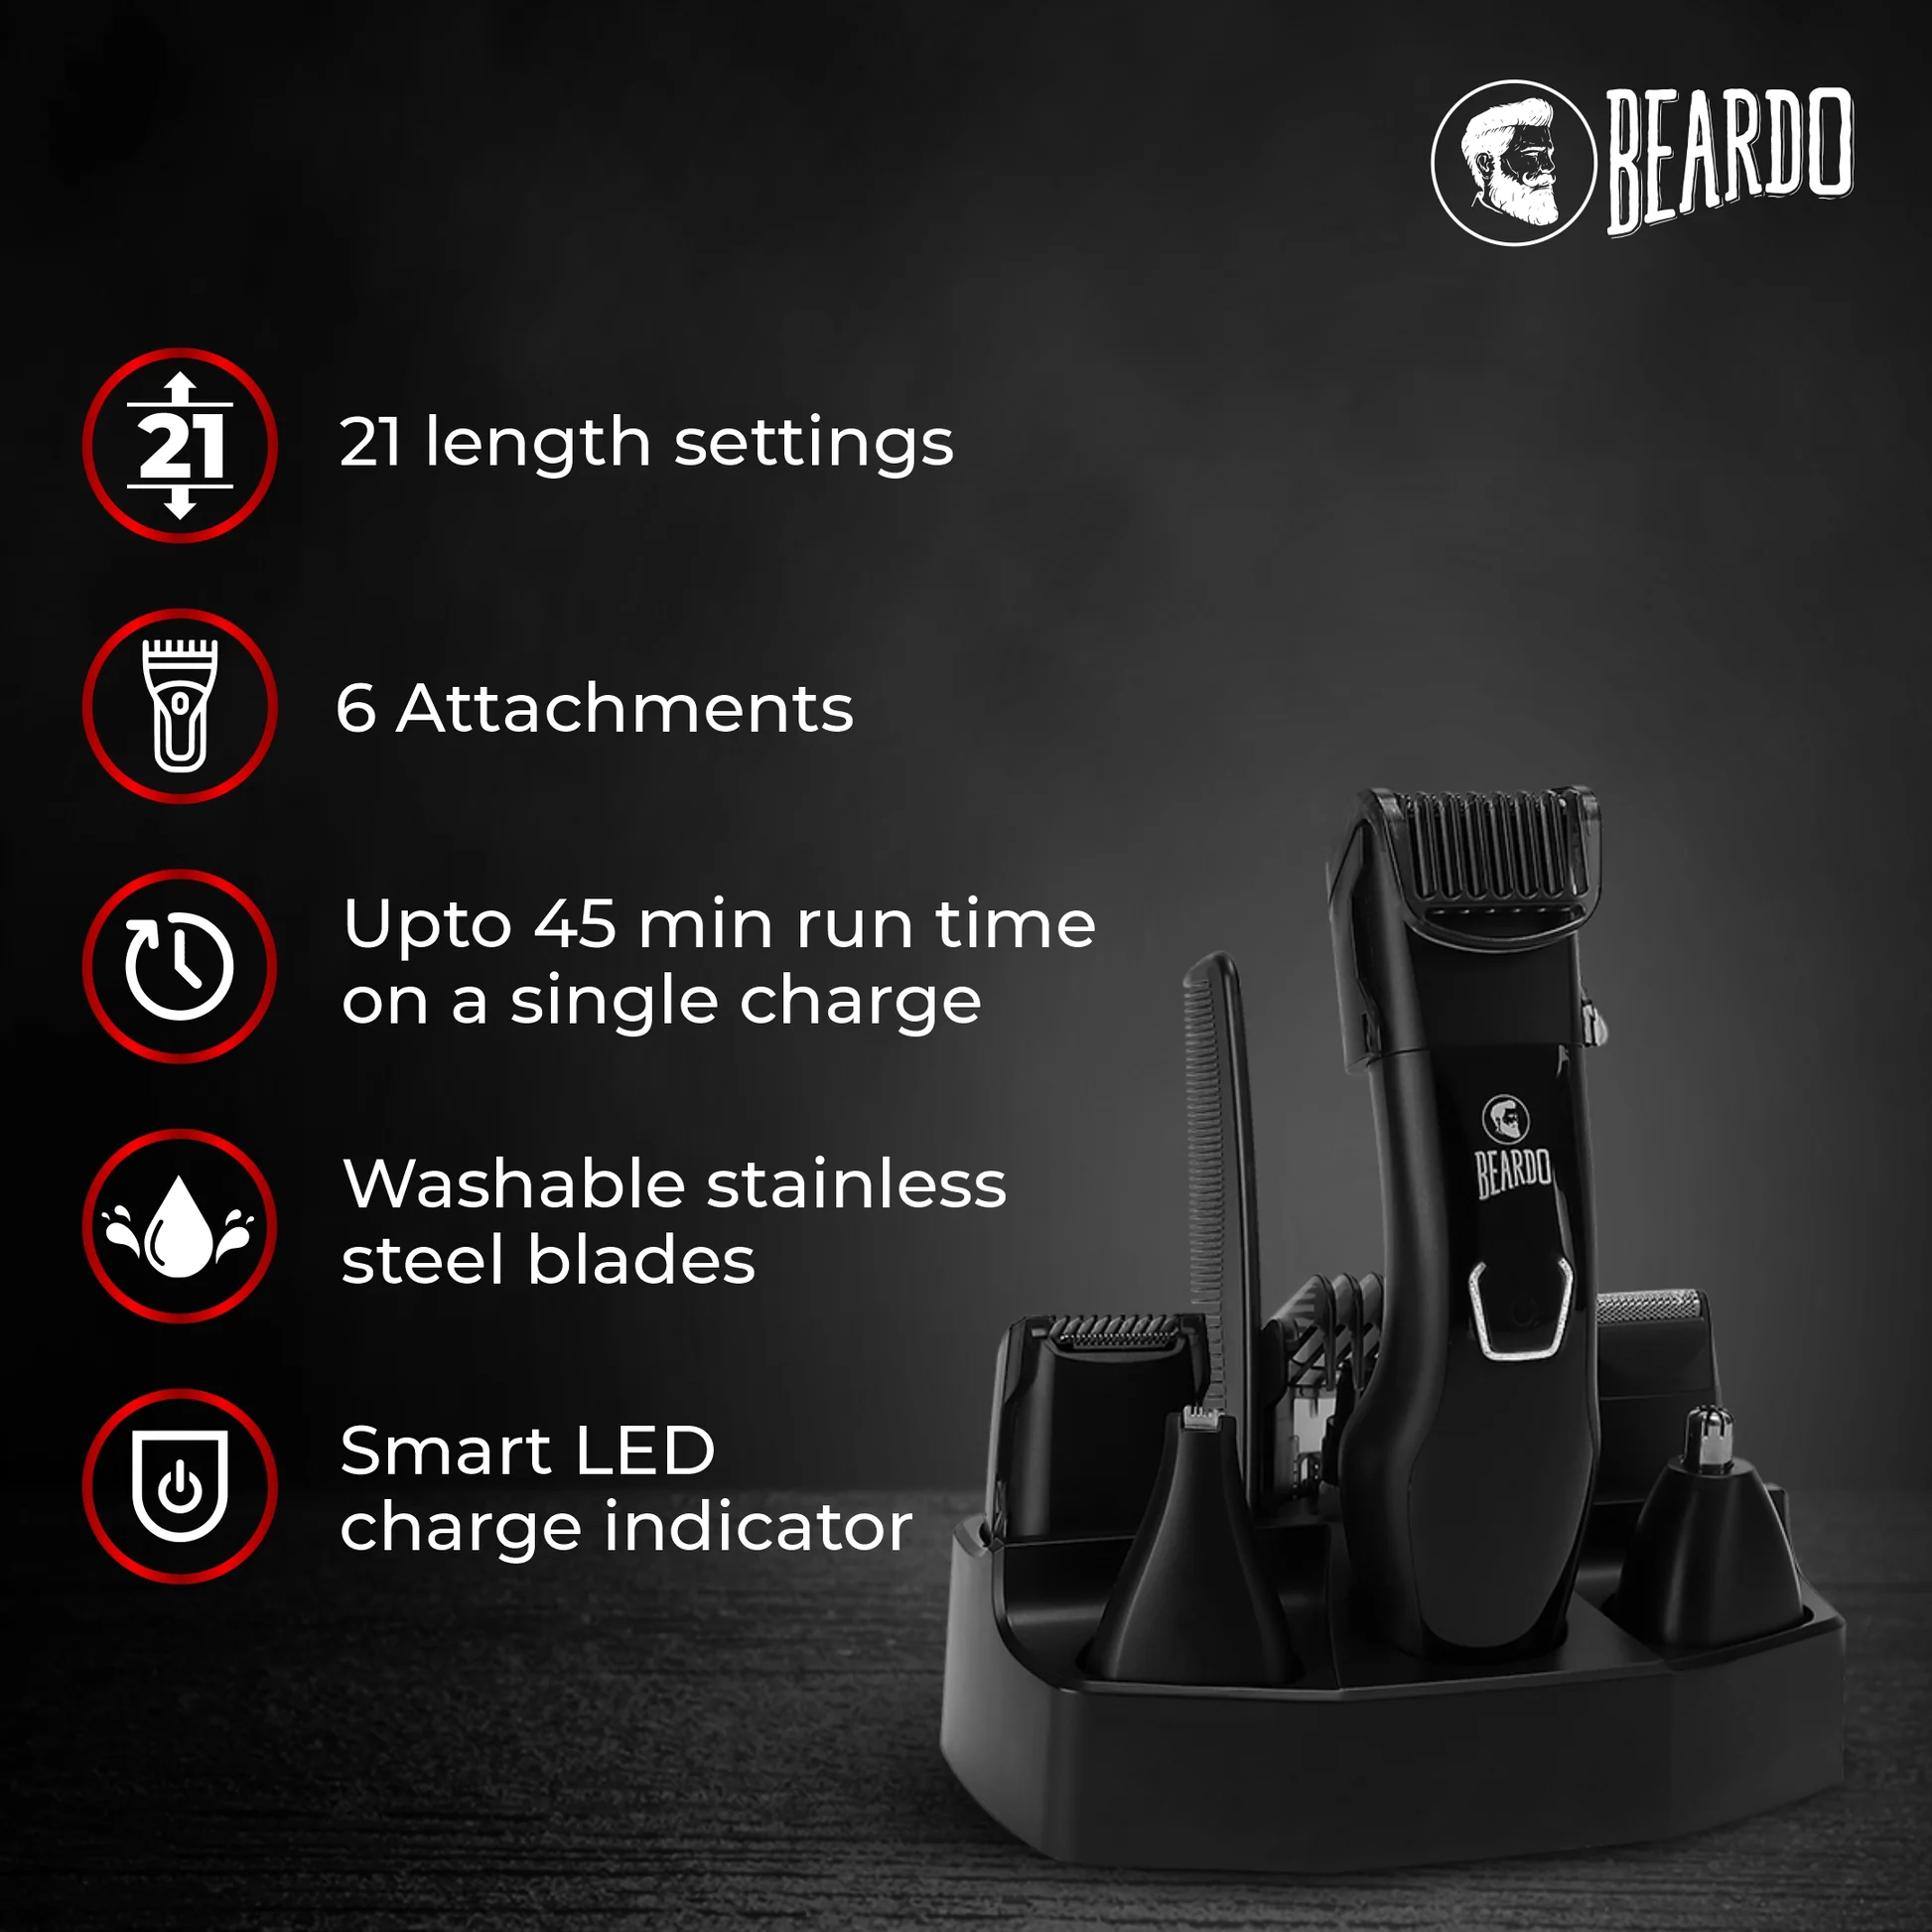 BEARDO
21
21 length settings
6 Attachments
Upto 45 min run time
on a single charge
Washable stainless
steel blades
Smart LED
charge indicator
BEARDO